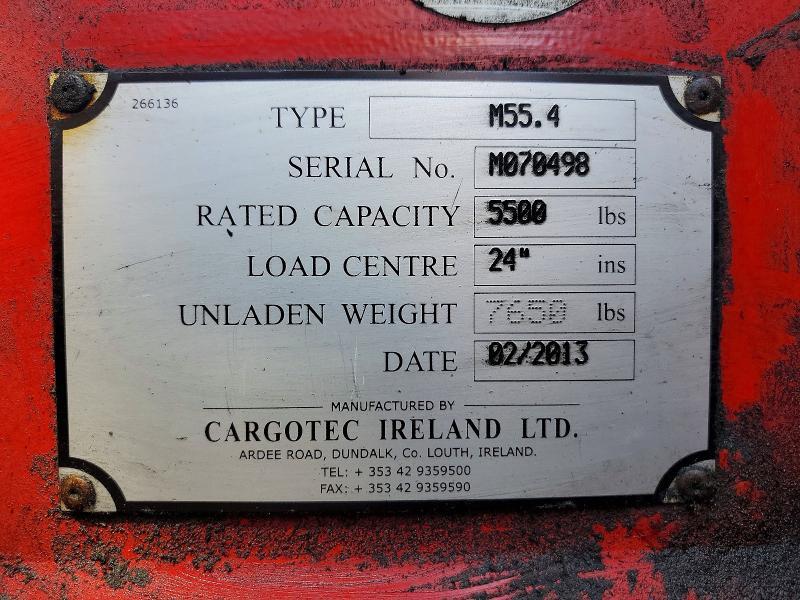 266136
TYPE M55.4
SERIAL No. M070498
RATED CAPACITY 5500 lbs
LOAD CENTRE 24" ins
UNLADEN WEIGHT 7650 lbs
DATE 02/2013
MANUFACTURED BY
CARGOTEC IRELAND LTD.
ARDEE ROAD, DUNDALK, Co. LOUTH, IRELAND.
TEL: + 353 42 9359500
FAX: + 353 42 9359590